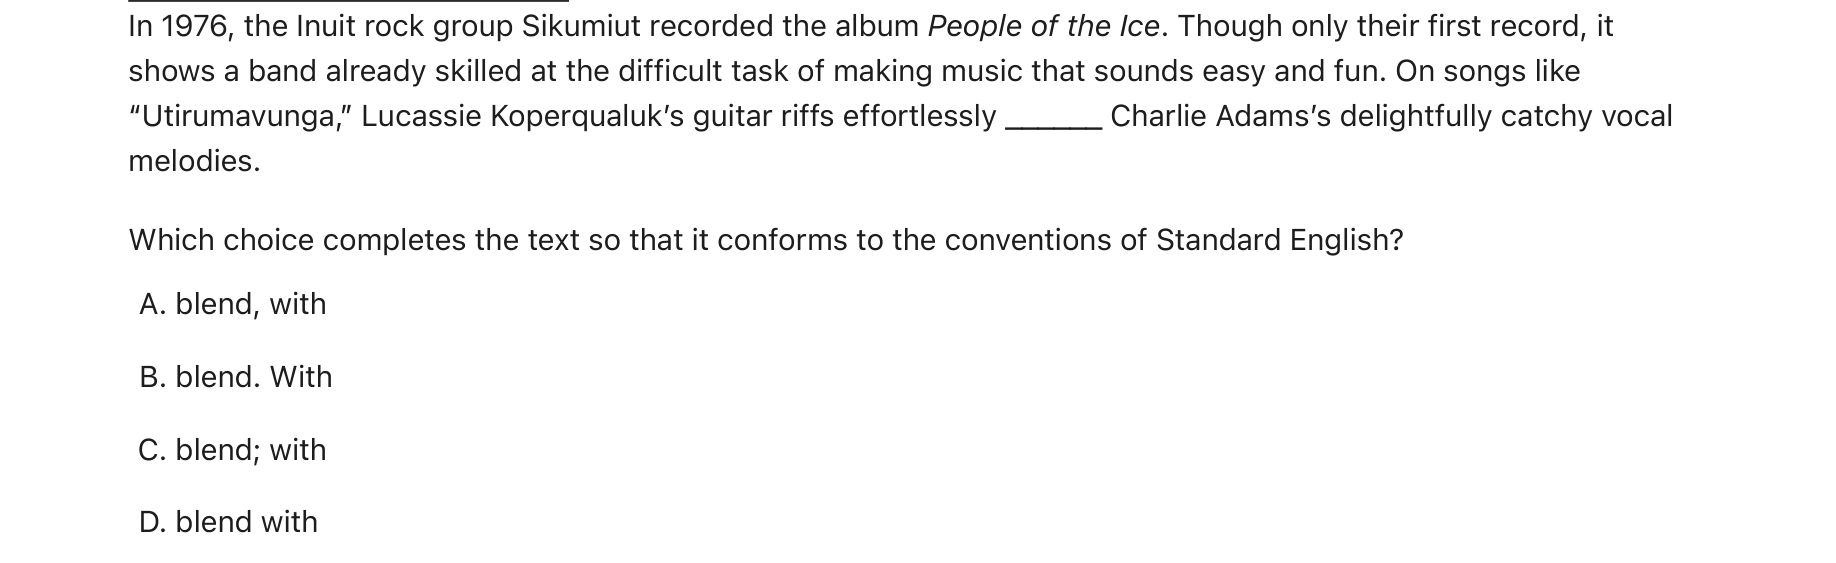 In 1976, the Inuit rock group Sikumiut recorded the album People of the Ice. Though only their first record, it
shows a band already skilled at the difficult task of making music that sounds easy and fun. On songs like
“Utirumavunga,” Lucassie Koperqualuk’s guitar riffs effortlessly ______ Charlie Adams’s delightfully catchy vocal
melodies.
Which choice completes the text so that it conforms to the conventions of Standard English?
A. blend, with
B. blend. With
C. blend; with
D. blend with